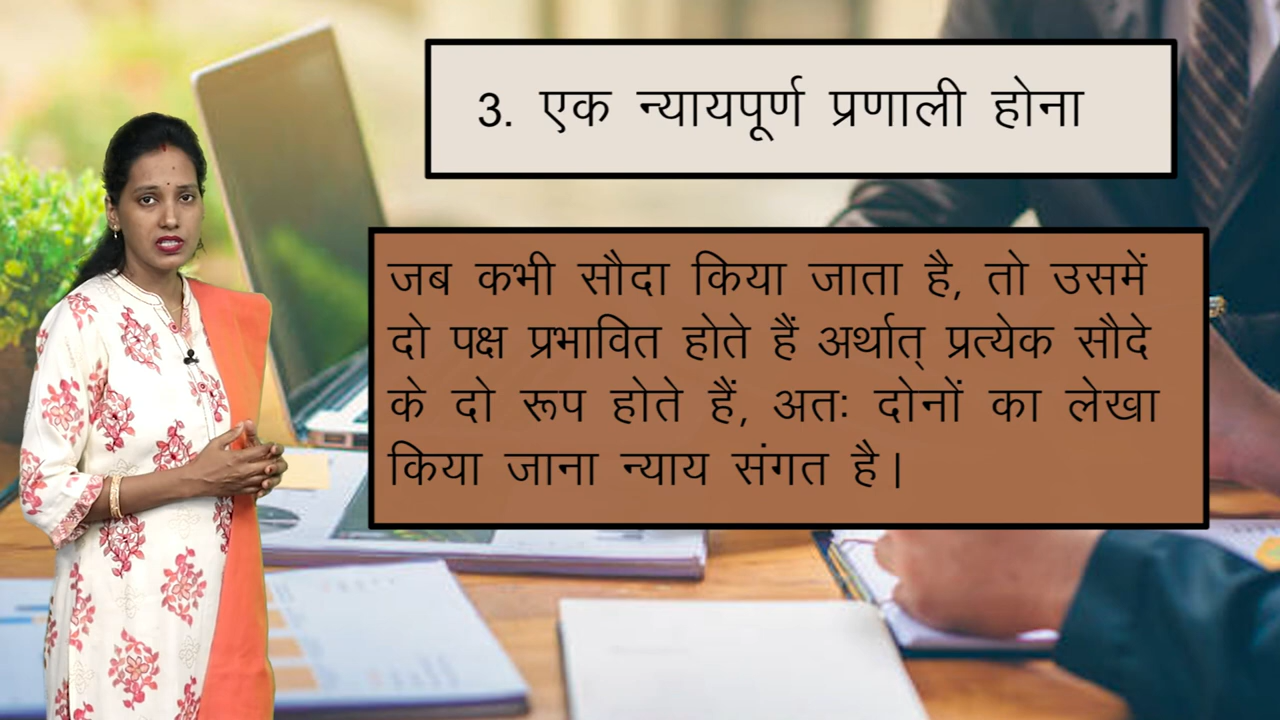 3. एक न्यायपूर्ण प्रणाली होना
जब कभी सौदा किया जाता है, तो उसमें
दो पक्ष प्रभावित होते हैं अर्थात् प्रत्येक सौदे
के दो रूप होते हैं, अतः दोनों का लेखा
किया जाना न्याय संगत है।